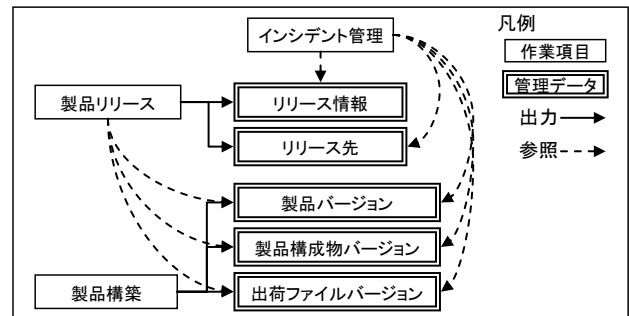 インシデント管理
凡例
作業項目
管理データ
出力
参照
製品リリース
リリース情報
リリース先
製品バージョン
製品構成物バージョン
製品構築
出荷ファイルバージョン